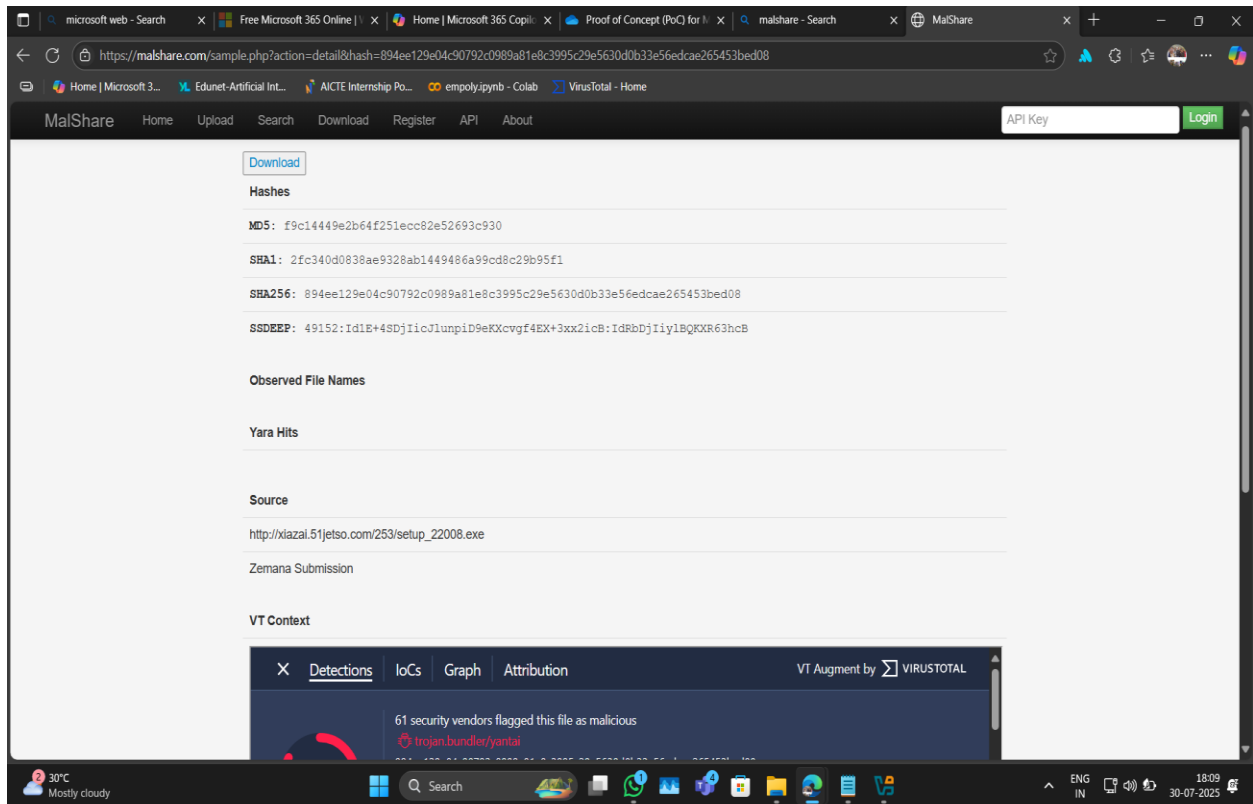 microsoft web - Search
Free Microsoft 365 Online | V
Home | Microsoft 365 Copilo
Proof of Concept (PoC) for M
malshare - Search
MalShare
https://malshare.com/sample.php?action=detail&hash=894ee129e04c90792c0989a81e8c3995c29e5630d0b33e56edcae265453bed08
Home | Microsoft 3...
Edunet-Artificial Int...
AICTE Internship Po...
empoly.ipynb - Colab
VirusTotal - Home
MalShare Home Upload Search Download Register API About API Key Login
Download
Hashes
MD5: f9c14449e2b64f251ecc82e52693c930
SHA1: 2fc340d0838ae9328ab1449486a99cd8c29b95f1
SHA256: 894ee129e04c90792c0989a81e8c3995c29e5630d0b33e56edcae265453bed08
SSDEEP: 49152:Id1E+4SDjIicJlunpiD9eKXcvgf4EX+3xx2icB:IdRbDjIiylBQKXR63hcB
Observed File Names
Yara Hits
Source
http://xiazai.51jetso.com/253/setup_22008.exe
Zemana Submission
VT Context
Detections IoCs Graph Attribution VT Augment by VIRUSTOTAL
61 security vendors flagged this file as malicious
trojan.bundler/yantai
2
30°C
Mostly cloudy
Search
1
4
ENG
IN
18:09
30-07-2025